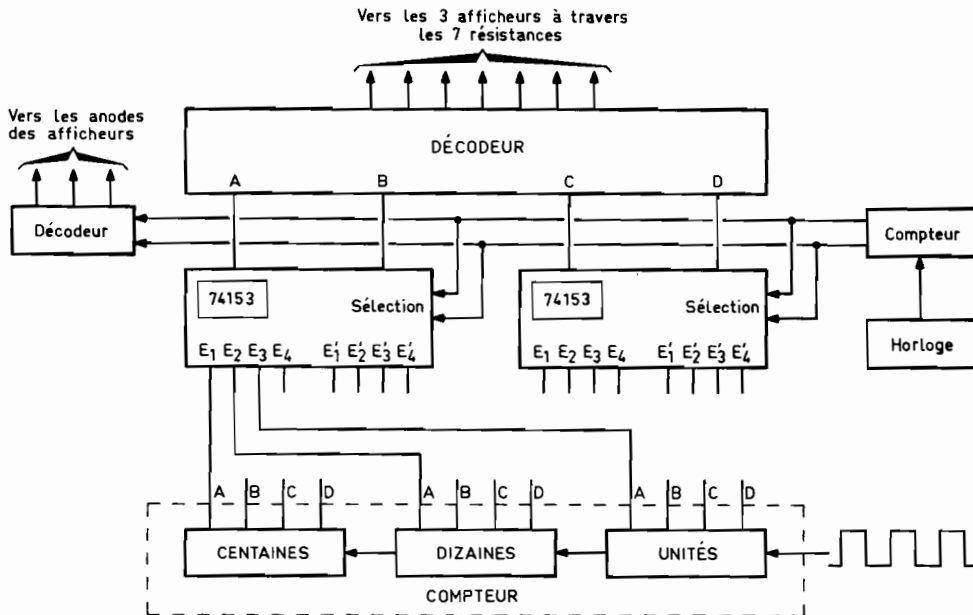 Vers les 3 afficheurs à travers
les 7 résistances
Vers les anodes
des afficheurs
DÉCODEUR
A B C D
Décodeur
Compteur
74153
Sélection
74153
Sélection
E1 E2 E3 E4 E'1 E'2 E'3 E'4
E1 E2 E3 E4 E'1 E'2 E'3 E'4
Horloge
A B C D
A B C D
A B C D
CENTAINES
DIZAINES
UNITÉS
COMPTEUR